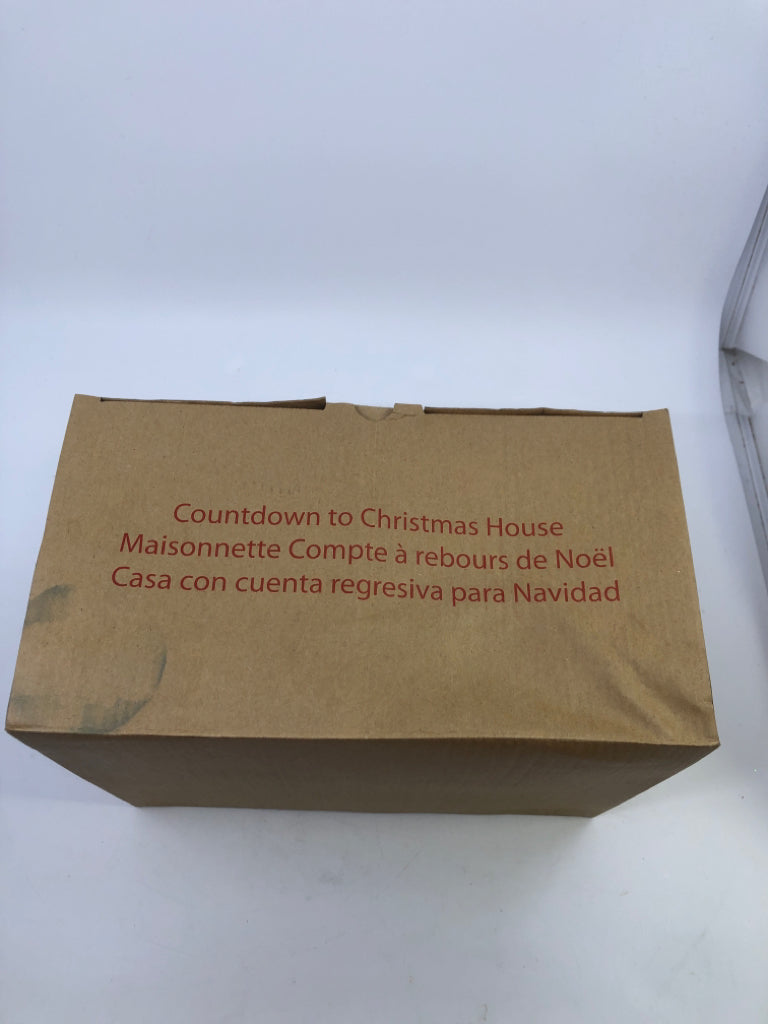 Countdown to Christmas House
Maisonnette Compte à rebours de Noël
Casa con cuenta regresiva para Navidad